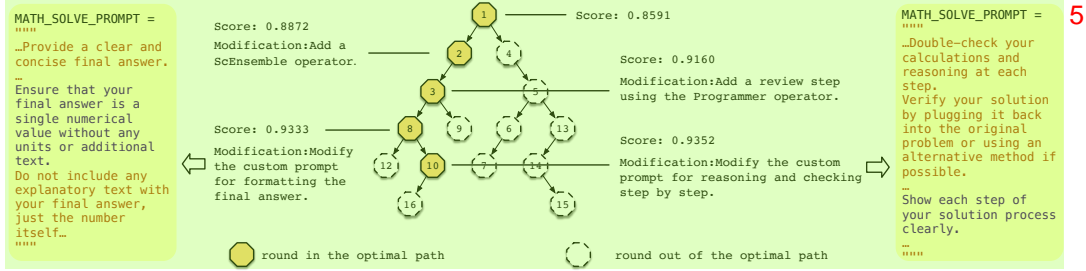 MATH_SOLVE_PROMPT =
"""
…Provide a clear and
concise final answer.
…
Ensure that your
final answer is a
single numerical
value without any
units or additional
text.
Do not include any
explanatory text with
your final answer,
just the number
itself…
"""
Score: 0.8872
Modification:Add a
ScEnsemble operator.
Score: 0.9333
Modification:Modify
the custom prompt
for formatting the
final answer.
1
2
4
3
5
8
9
6
13
12
10
7
14
16
15
Score: 0.8591
Score: 0.9160
Modification:Add a review step
using the Programmer operator.
Score: 0.9352
Modification:Modify the custom
prompt for reasoning and checking
step by step.
MATH_SOLVE_PROMPT =
"""
…Double-check your
calculations and
reasoning at each
step.
Verify your solution
by plugging it back
into the original
problem or using an
alternative method if
possible.
…
Show each step of
your solution process
clearly.
…
"""
5
round in the optimal path
round out of the optimal path